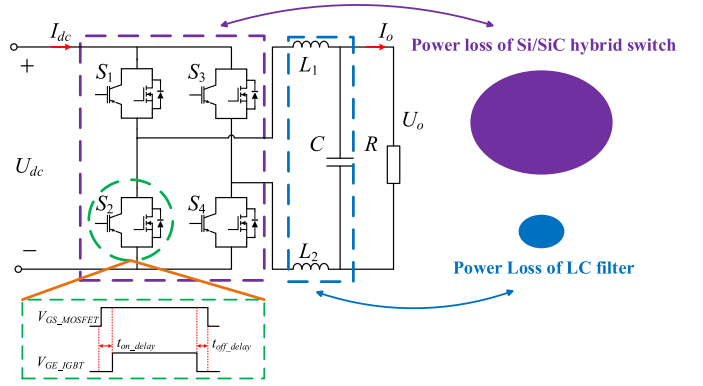 I_dc
I_o
Power loss of Si/SiC hybrid switch
+
S_1
S_3
L_1
U_dc
C
R
U_o
S_2
S_4
−
L_2
Power Loss of LC filter
V_GS_MOSFET
t_on_delay
t_off_delay
V_GE_IGBT